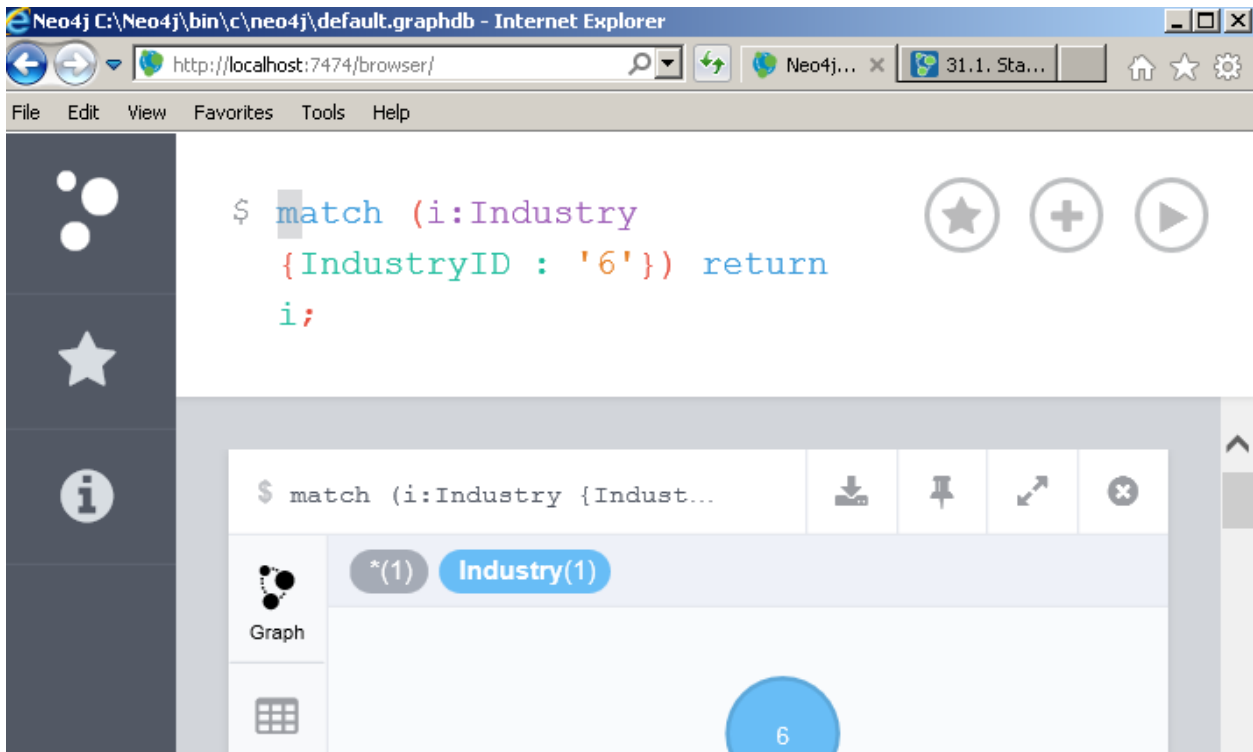 Neo4j C:\Neo4j\bin\c\neo4j\default.graphdb - Internet Explorer
http://localhost:7474/browser/ Neo4j... 31.1. Sta...
File Edit View Favorites Tools Help
$ match (i:Industry
{IndustryID : '6'}) return
i;
$ match (i:Industry {Indust...
*(1) Industry(1)
Graph
6